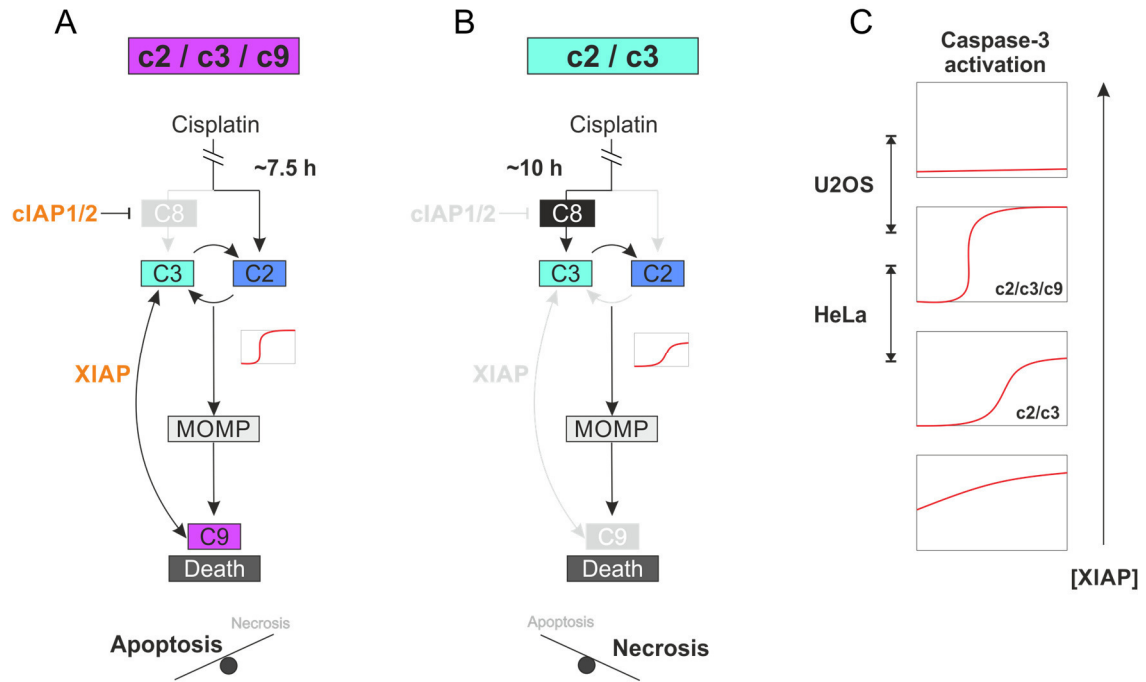 A
c2 / c3 / c9
Cisplatin
~7.5 h
cIAP1/2
C8
C3
C2
XIAP
MOMP
C9
Death
Necrosis
Apoptosis
B
c2 / c3
Cisplatin
~10 h
cIAP1/2
C8
C3
C2
XIAP
MOMP
C9
Death
Apoptosis
Necrosis
C
Caspase-3
activation
U2OS
c2/c3/c9
HeLa
c2/c3
[XIAP]